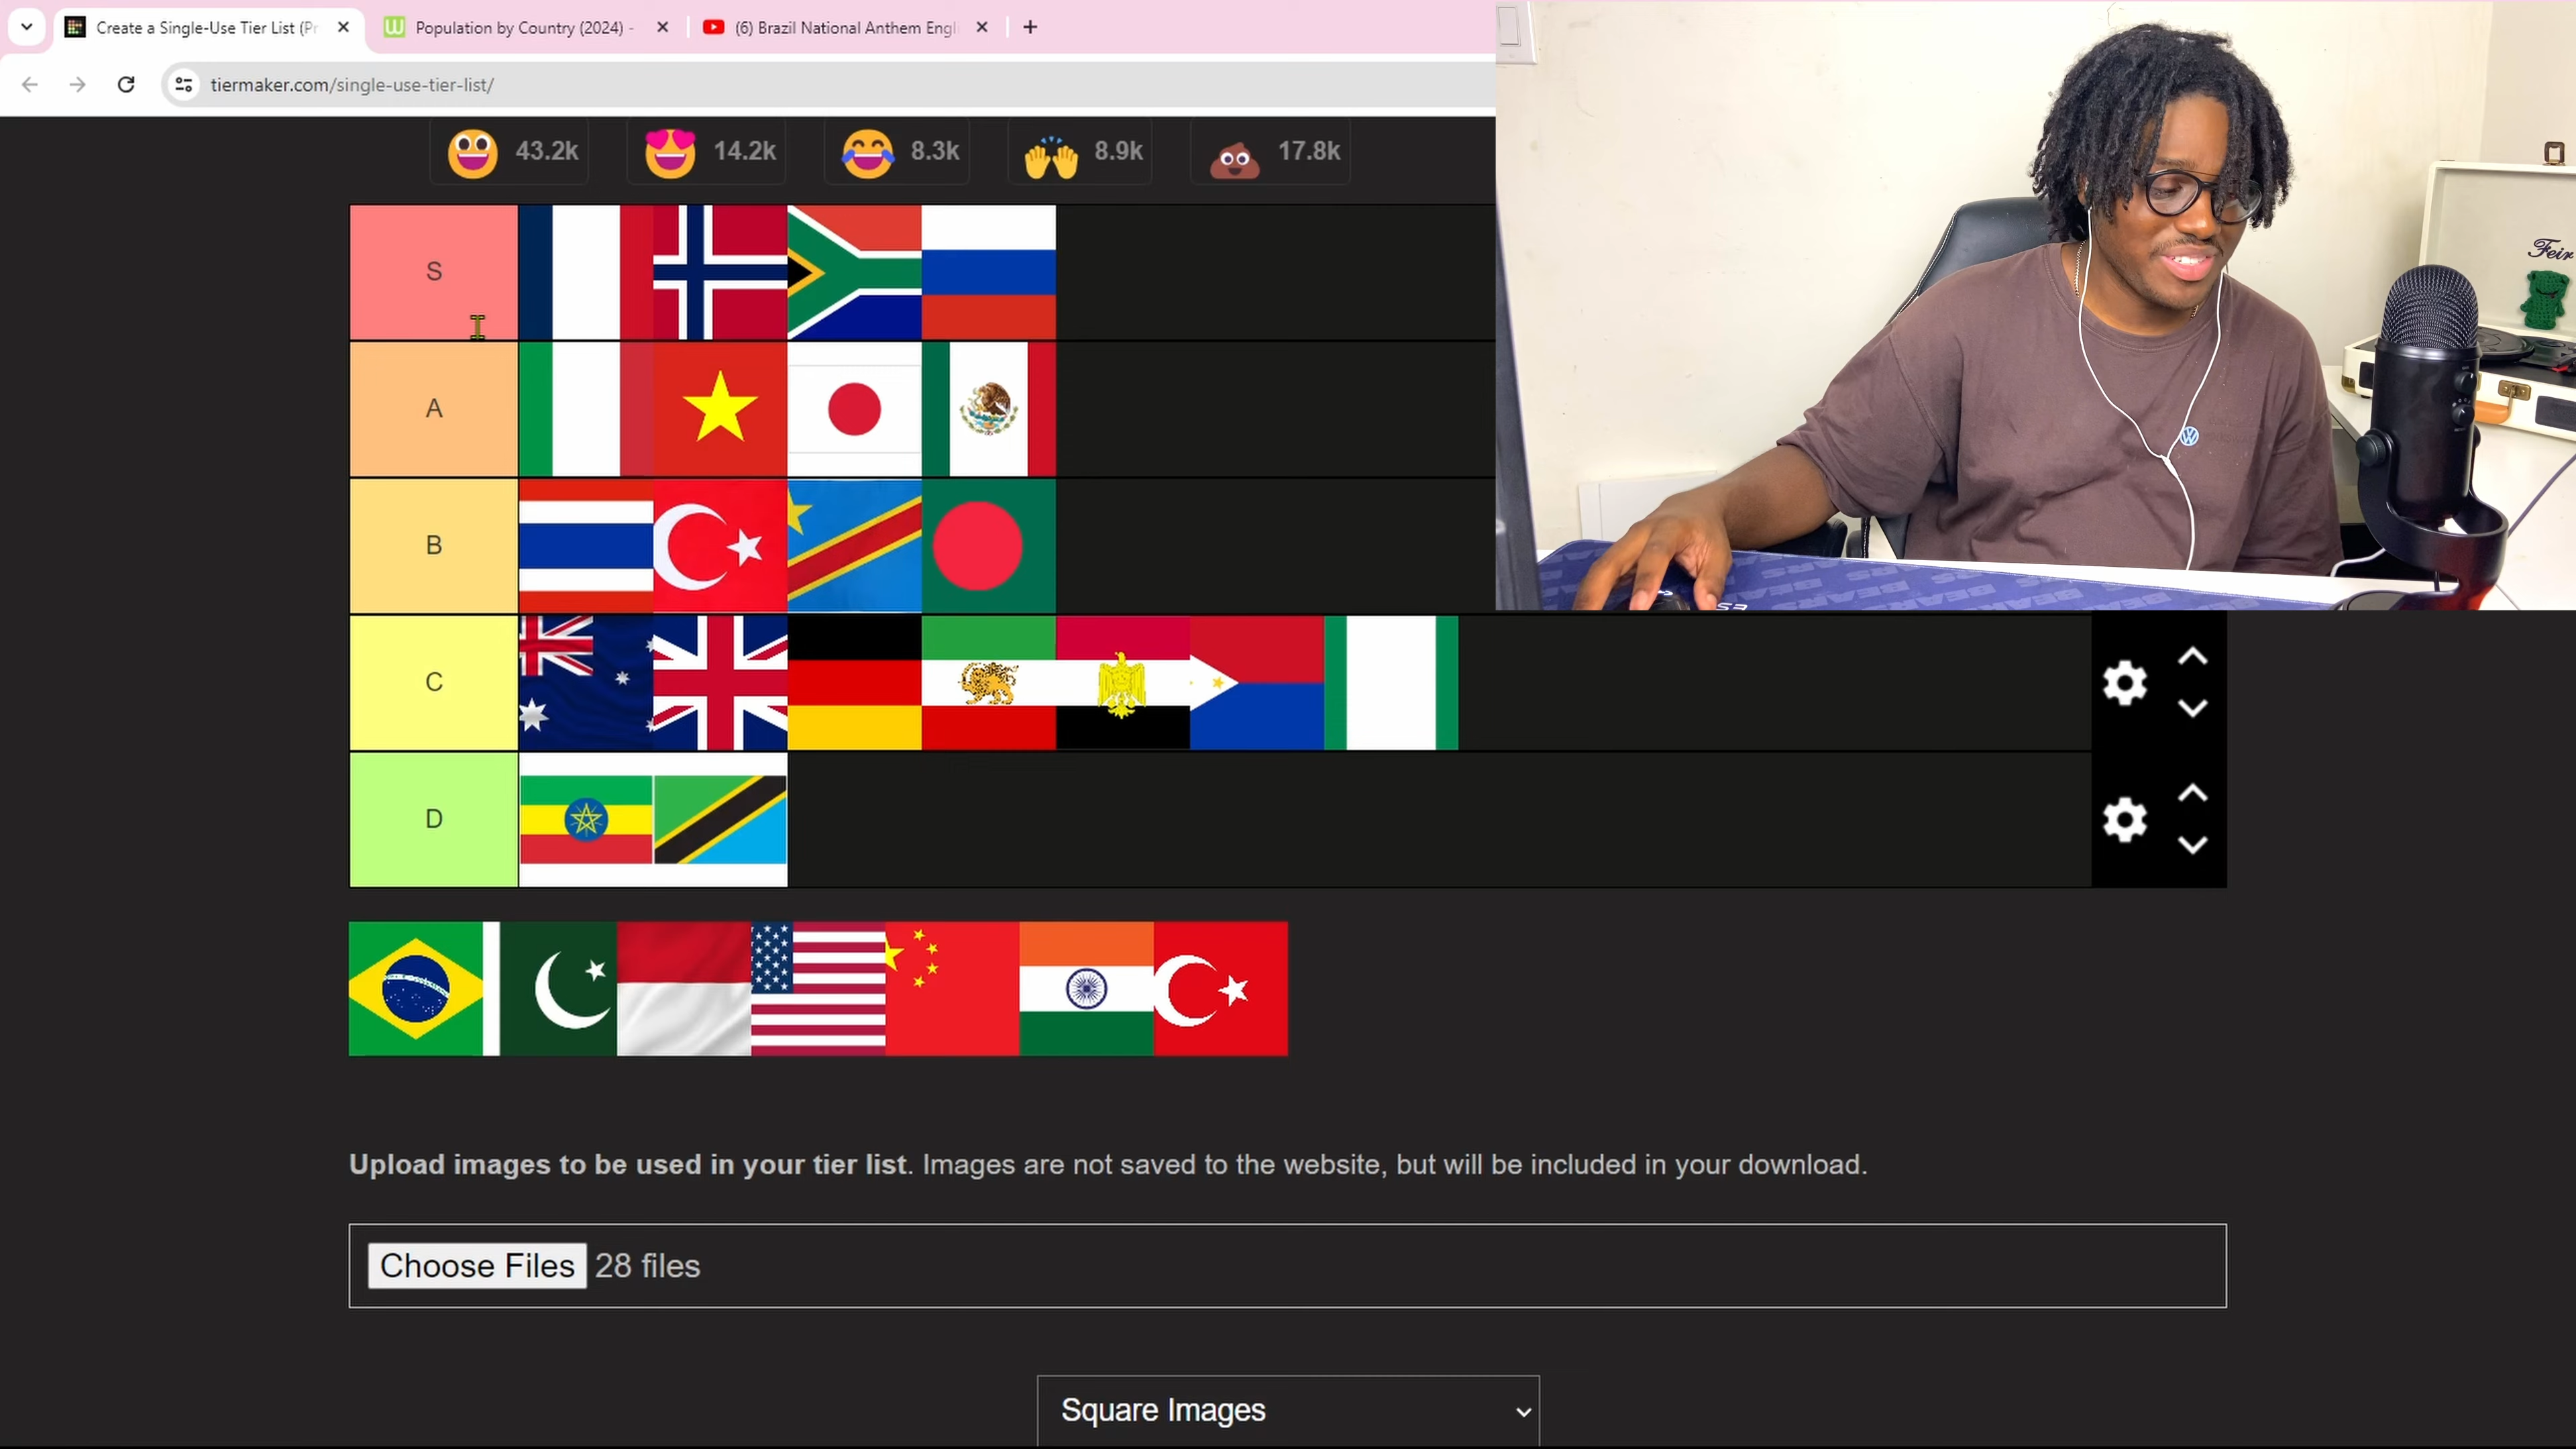 Create a Single-Use Tier List (Pr
Population by Country (2024) -
(6) Brazil National Anthem Engl
tiermaker.com/single-use-tier-list/
43.2k
14.2k
8.3k
8.9k
17.8k
S
A
B
C
D
Upload images to be used in your tier list. Images are not saved to the website, but will be included in your download.
Choose Files 28 files
Square Images
Feir
BEARS